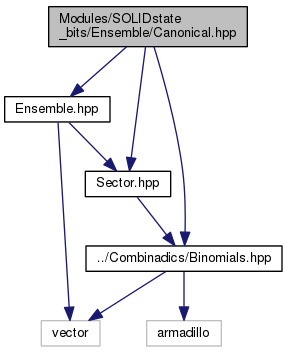 Modules/SOLIDstate
_bits/Ensemble/Canonical.hpp
Ensemble.hpp
Sector.hpp
../Combinadics/Binomials.hpp
vector
armadillo